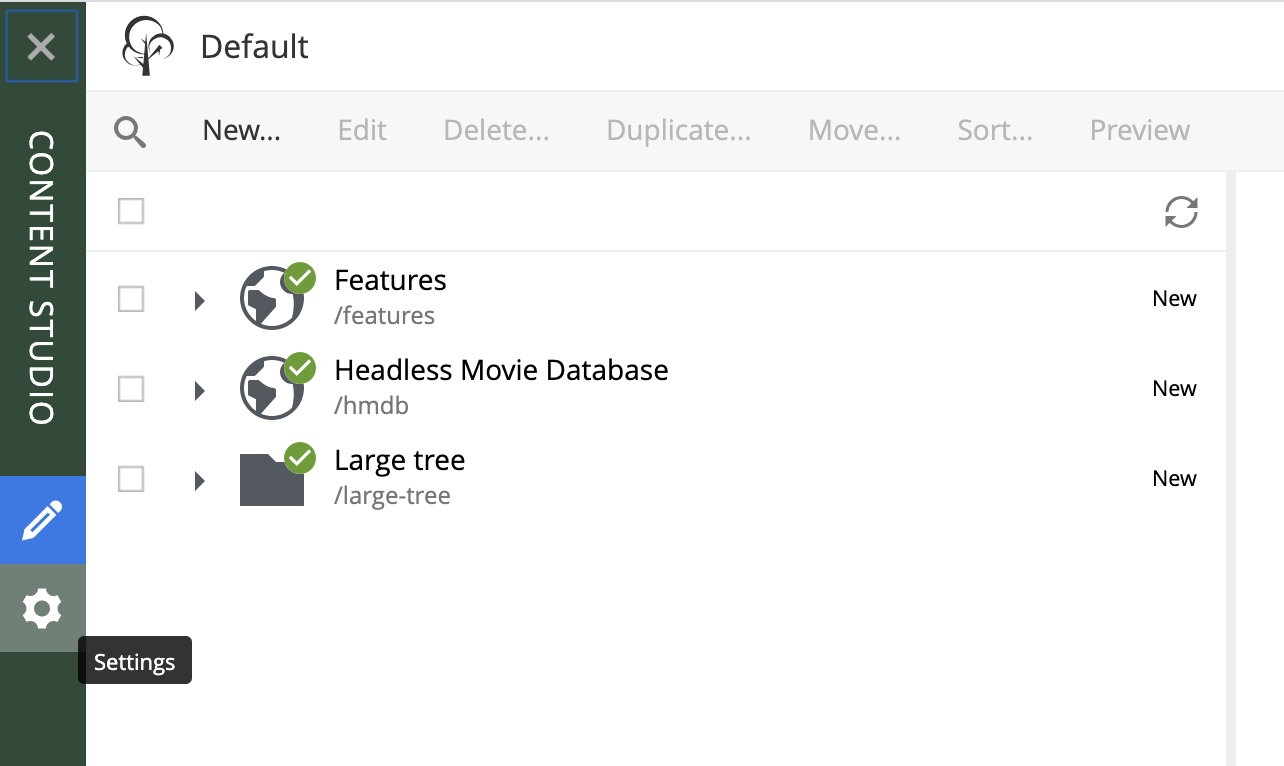 Default
New...
Edit
Delete...
Duplicate...
Move...
Sort...
Preview
CONTENT STUDIO
Features
/features
New
Headless Movie Database
/hmdb
New
Large tree
/large-tree
New
Settings